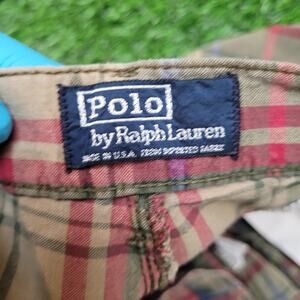 Polo
by Ralph Lauren
MADE IN U.S.A. FROM IMPORTED FABRIC